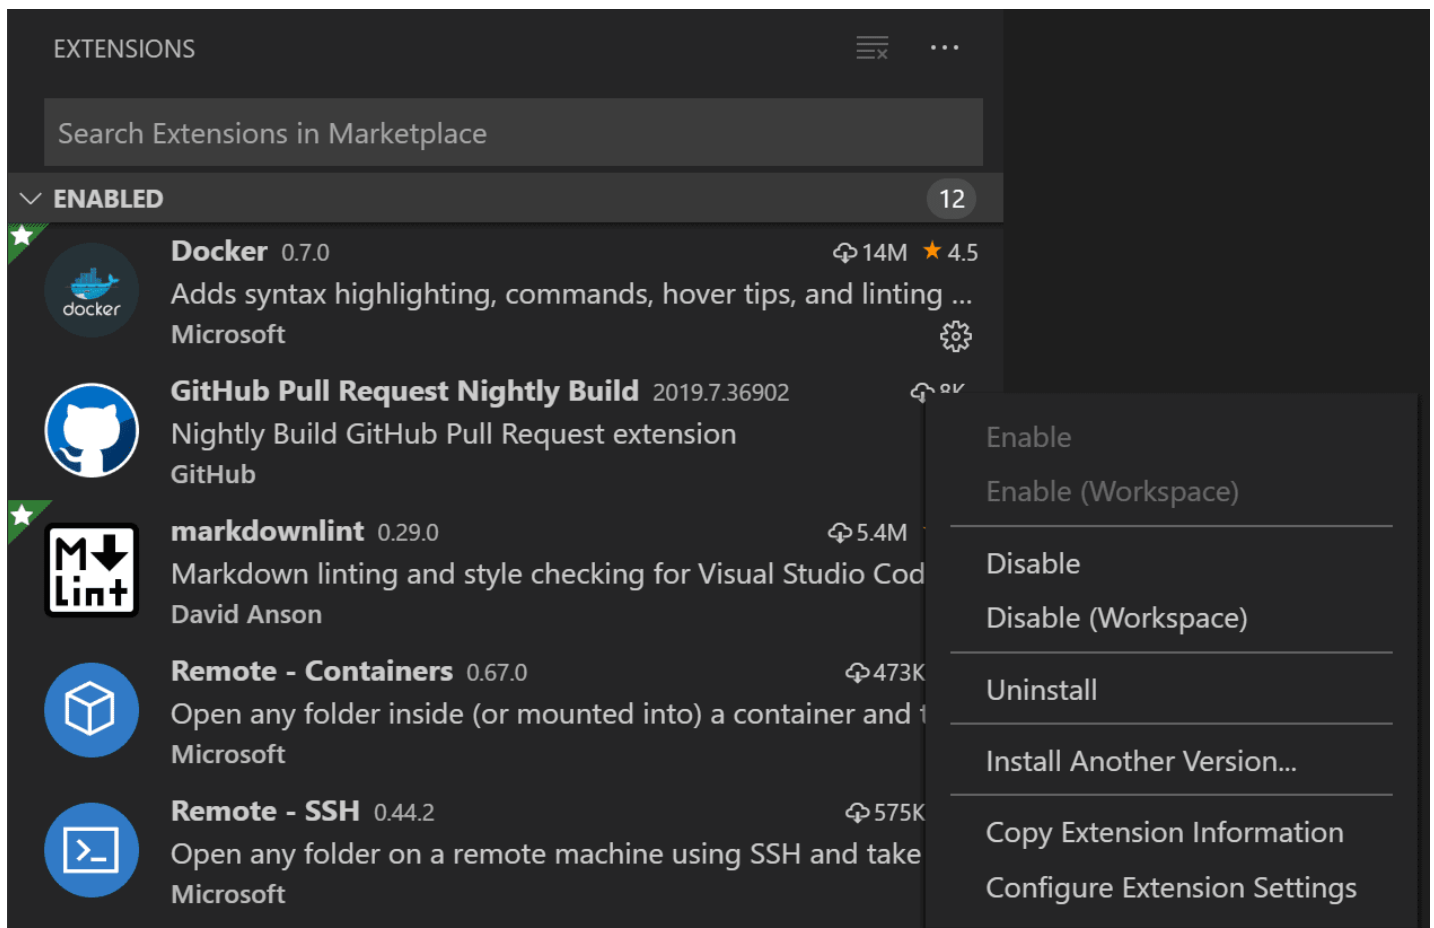 EXTENSIONS
Search Extensions in Marketplace
ENABLED 12
Docker 0.7.0 14M 4.5
Adds syntax highlighting, commands, hover tips, and linting ...
docker
Microsoft
GitHub Pull Request Nightly Build 2019.7.36902 8K
Nightly Build GitHub Pull Request extension
GitHub
markdownlint 0.29.0 5.4M
M
Lint
Markdown linting and style checking for Visual Studio Cod
David Anson
Remote - Containers 0.67.0 473K
Open any folder inside (or mounted into) a container and t
Microsoft
Remote - SSH 0.44.2 575K
Open any folder on a remote machine using SSH and take
Microsoft
Enable
Enable (Workspace)
Disable
Disable (Workspace)
Uninstall
Install Another Version...
Copy Extension Information
Configure Extension Settings